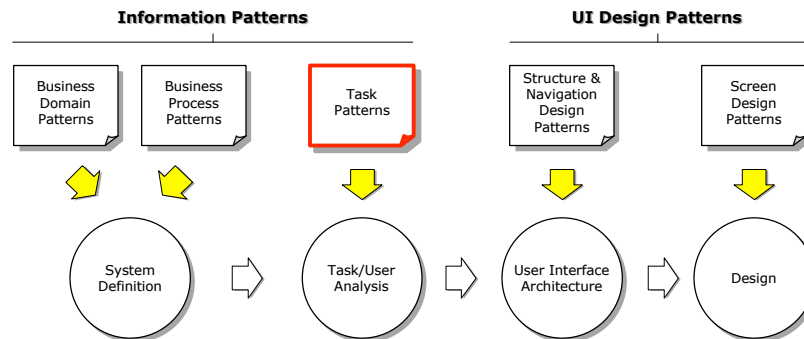 Information Patterns
UI Design Patterns
Business
Domain
Patterns
Business
Process
Patterns
Task
Patterns
Structure &
Navigation
Design
Patterns
Screen
Design
Patterns
System
Definition
Task/User
Analysis
User Interface
Architecture
Design